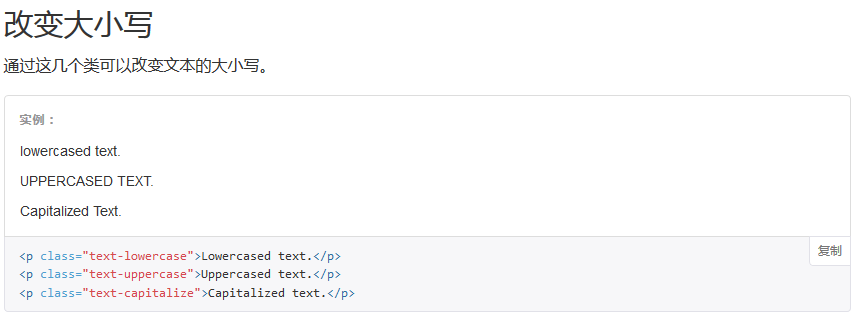 改变大小写
通过这几个类可以改变文本的大小写。
实例：
lowercased text.
UPPERCASED TEXT.
Capitalized Text.
复制
<p class="text-lowercase">Lowercased text.</p>
<p class="text-uppercase">Uppercased text.</p>
<p class="text-capitalize">Capitalized text.</p>